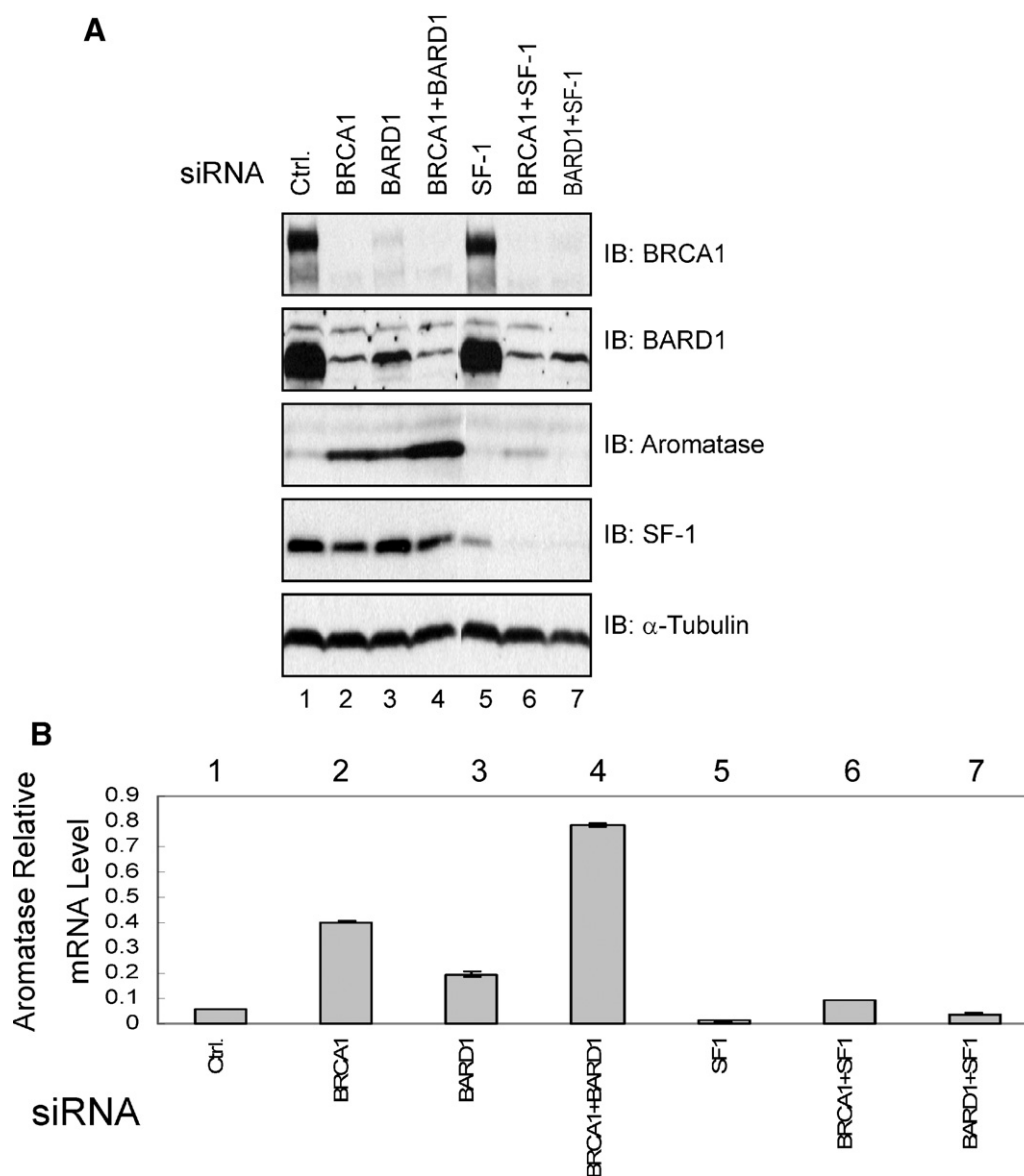 A
siRNA
Ctrl.
BRCA1
BARD1
BRCA1+BARD1
SF-1
BRCA1+SF-1
BARD1+SF-1
IB: BRCA1
IB: BARD1
IB: Aromatase
IB: SF-1
IB: α-Tubulin
1 2 3 4 5 6 7
B
1 2 3 4 5 6 7
Aromatase Relative
mRNA Level
0.9
0.8
0.7
0.6
0.5
0.4
0.3
0.2
0.1
0
Ctrl.
BRCA1
BARD1
BRCA1+BARD1
SF1
BRCA1+SF1
BARD1+SF1
siRNA